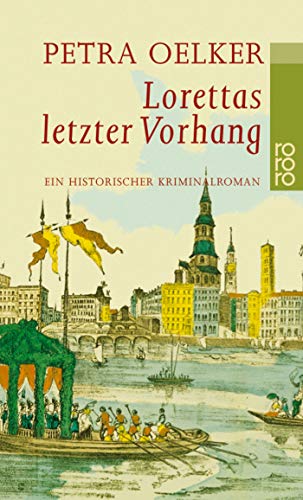 PETRA OELKER
Lorettas
letzter Vorhang
EIN HISTORISCHER KRIMINALROMAN
ro
ro
ro